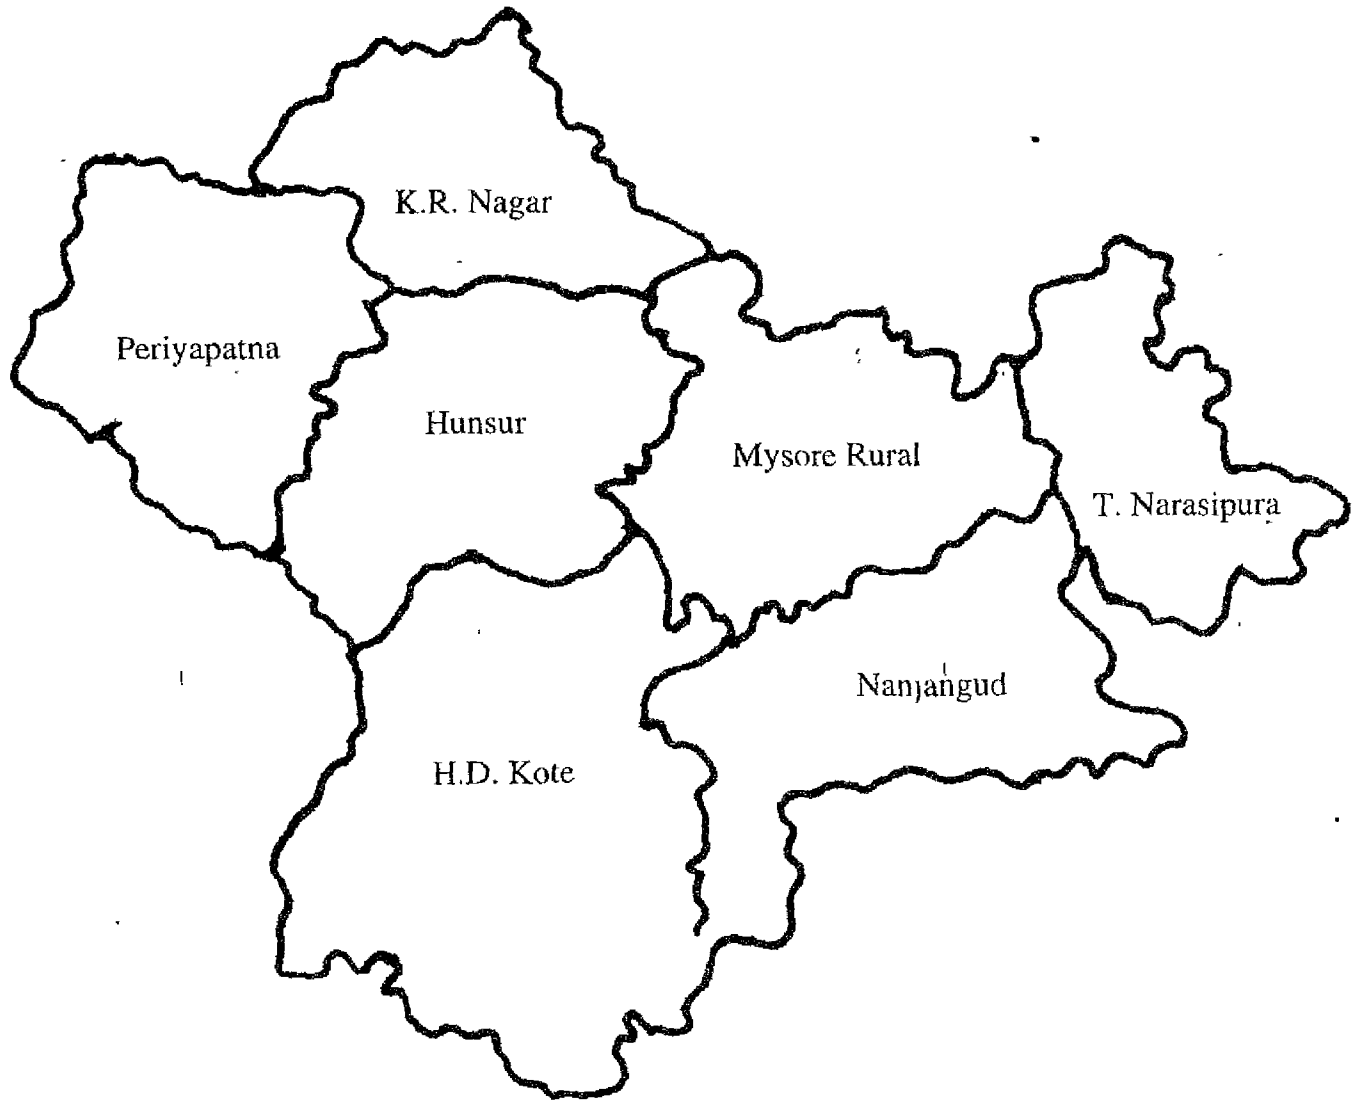 K.R. Nagar
Periyapatna
Hunsur
Mysore Rural
T. Narasipura
Nanjangud
H.D. Kote